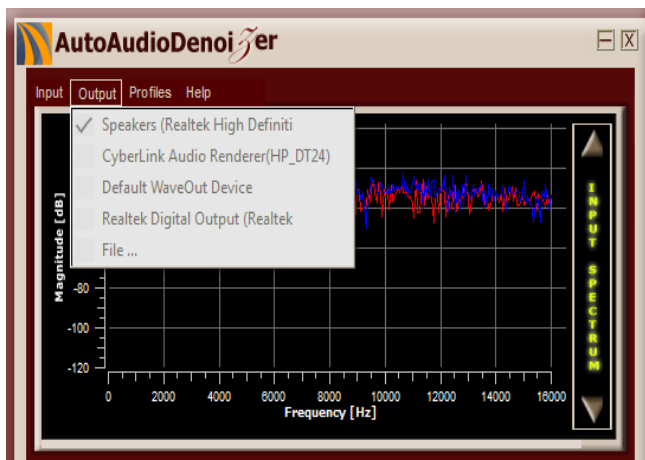 AutoAudioDenoiZer
Input Output Profiles Help
Speakers (Realtek High Definiti
CyberLink Audio Renderer(HP_DT24)
Default WaveOut Device
Realtek Digital Output (Realtek
File ...
Magnitude [dB]
-80
-100
-120
0 2000 4000 6000 8000 10000 12000 14000 16000
Frequency [Hz]
INPUT SPECTRUM